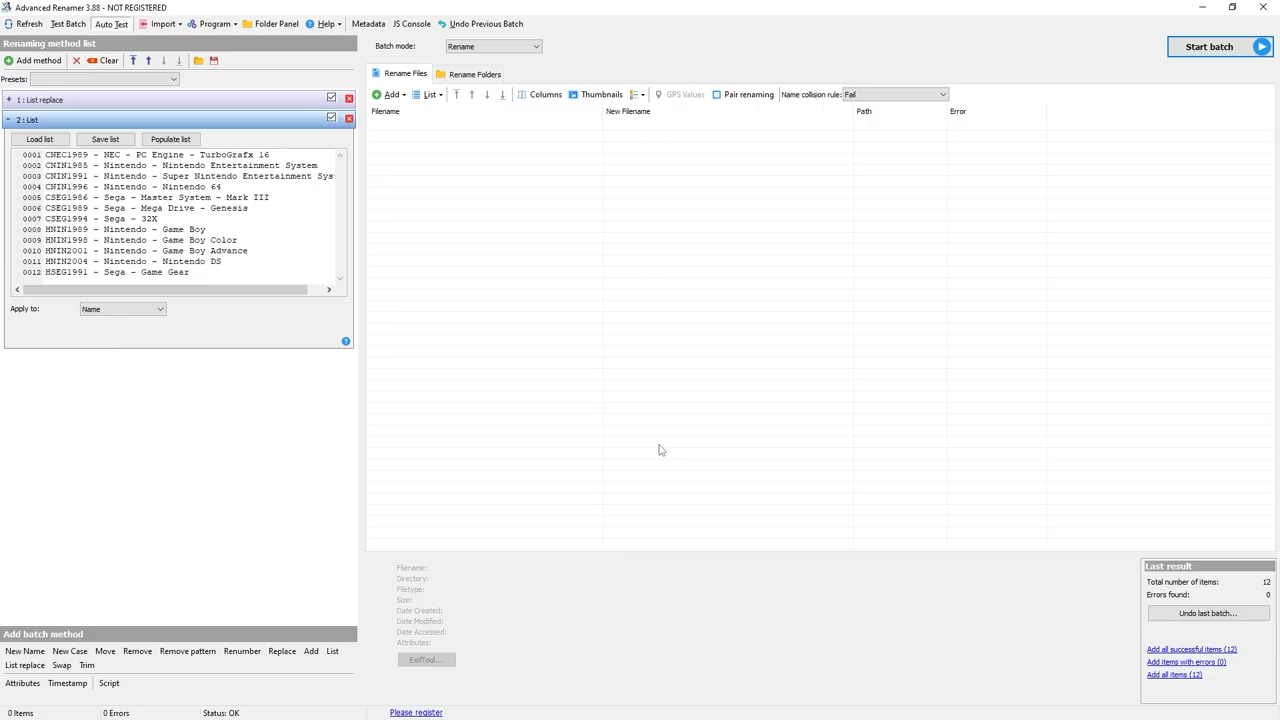 Advanced Renamer 3.88 - NOT REGISTERED
Refresh Test Batch Auto Test Import Program Folder Panel Help Metadata JS Console Undo Previous Batch
Renaming method list
Batch mode: Rename
Start batch
Add method Clear
Presets:
Rename Files Rename Folders
Add List Columns Thumbnails GPS Values Pair renaming Name collision rule: Fail
Filename New Filename Path Error
1 : List replace
2 : List
Load list Save list Populate list
0001 CNEC1989 - NEC - PC Engine - TurboGrafx 16
0002 CNIN1985 - Nintendo - Nintendo Entertainment System
0003 CNIN1991 - Nintendo - Super Nintendo Entertainment Sys
0004 CNIN1996 - Nintendo - Nintendo 64
0005 CSEG1986 - Sega - Master System - Mark III
0006 CSEG1989 - Sega - Mega Drive - Genesis
0007 CSEG1994 - Sega - 32X
0008 HNIN1989 - Nintendo - Game Boy
0009 HNIN1998 - Nintendo - Game Boy Color
0010 HNIN2001 - Nintendo - Game Boy Advance
0011 HNIN2004 - Nintendo - Nintendo DS
0012 HSEG1991 - Sega - Game Gear
Apply to: Name
Filename:
Directory:
Filetype:
Size:
Date Created:
Date Modified:
Date Accessed:
Attributes:
ExifTool...
Last result
Total number of items: 12
Errors found: 0
Undo last batch...
Add all successful items (12)
Add items with errors (0)
Add all items (12)
Add batch method
New Name New Case Move Remove Remove pattern Renumber Replace Add List
List replace Swap Trim
Attributes Timestamp Script
0 Items 0 Errors Status: OK Please register